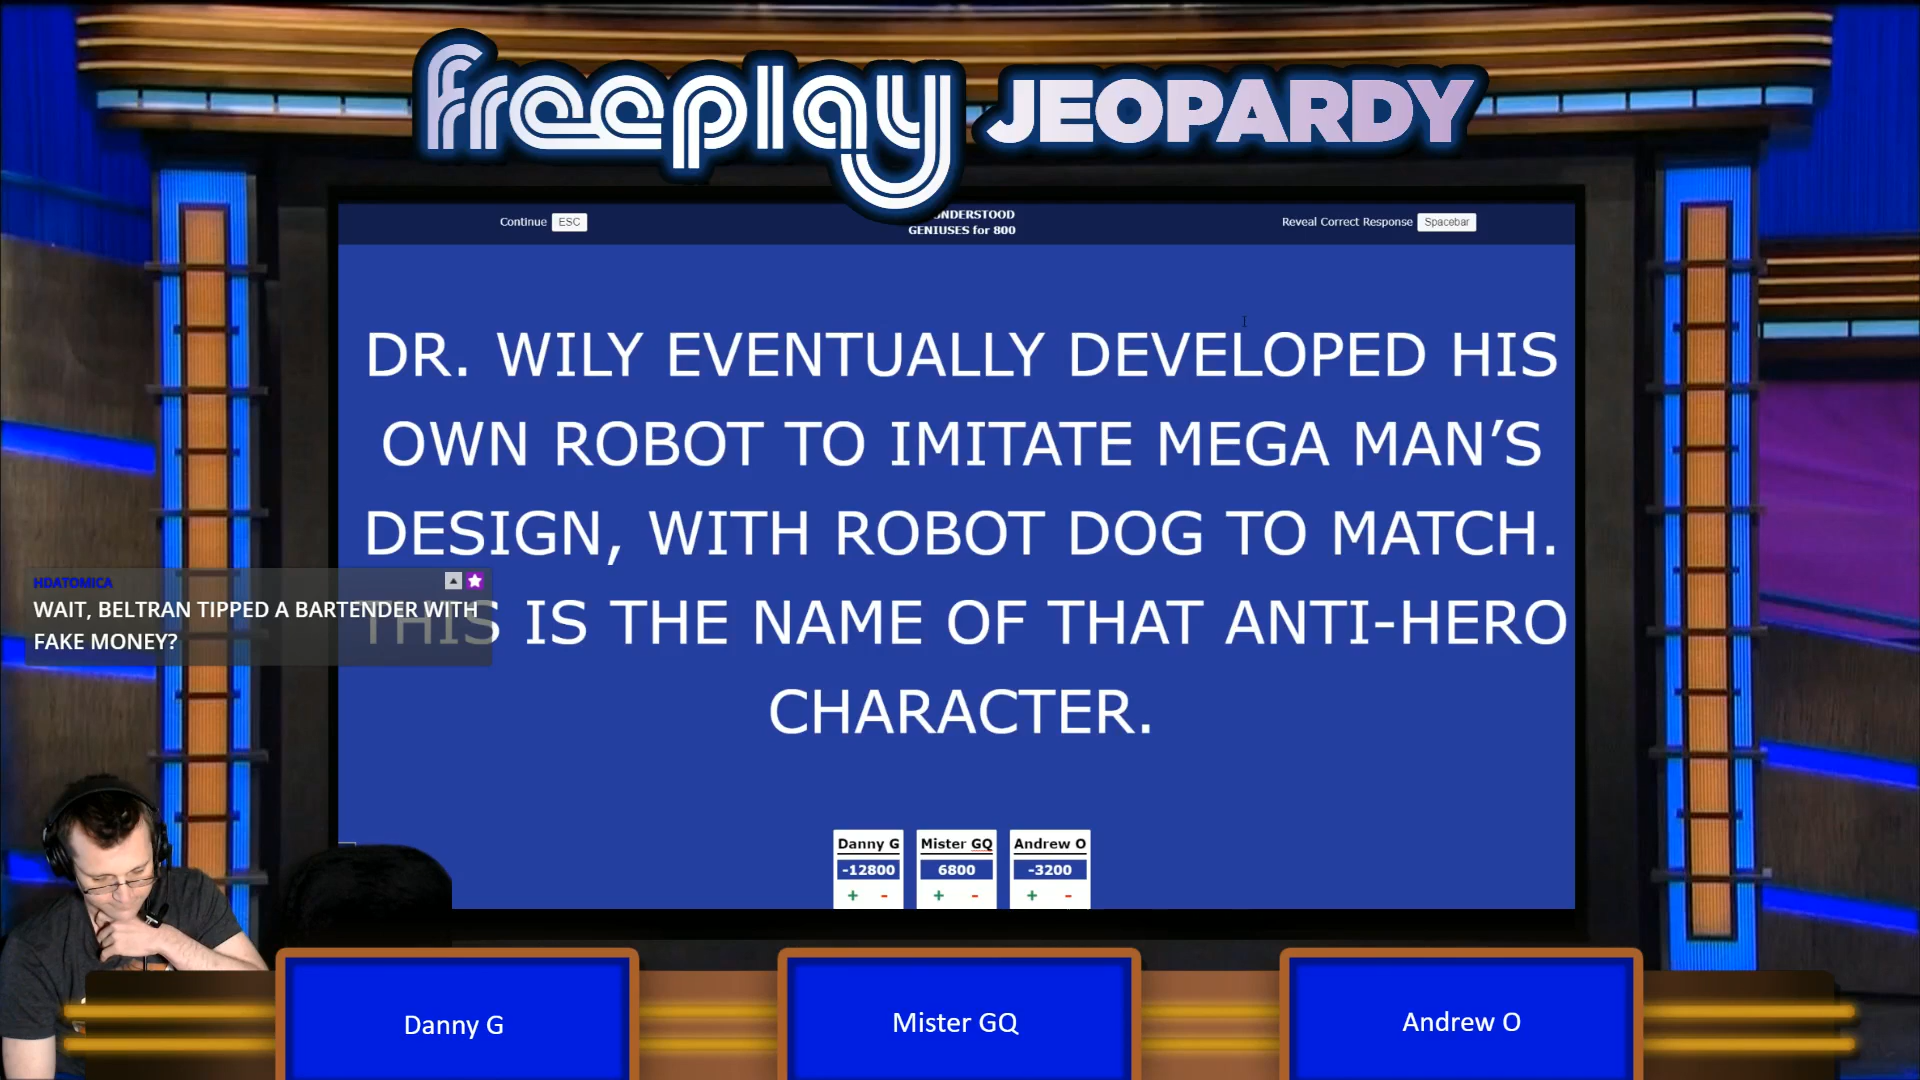 freeplay JEOPARDY
Continue ESC
UNDERSTOOD
GENIUSES for 800
Reveal Correct Response Spacebar
DR. WILY EVENTUALLY DEVELOPED HIS
OWN ROBOT TO IMITATE MEGA MAN'S
DESIGN, WITH ROBOT DOG TO MATCH.
THIS IS THE NAME OF THAT ANTI-HERO
CHARACTER.
HDATOMICA
WAIT, BELTRAN TIPPED A BARTENDER WITH
FAKE MONEY?
Danny G
-12800
+ -
Mister GQ
6800
+ -
Andrew O
-3200
+ -
Danny G
Mister GQ
Andrew O